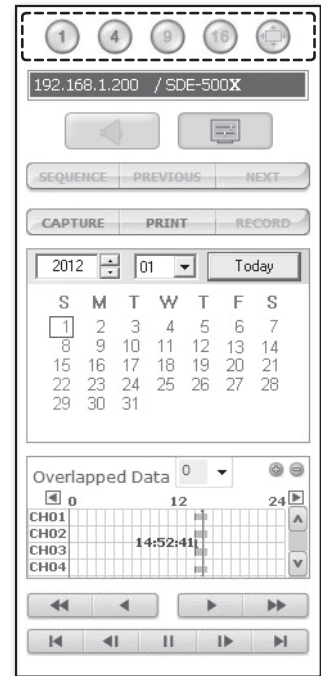 1 4 9 16
192.168.1.200 / SDE-500X
SEQUENCE PREVIOUS NEXT
CAPTURE PRINT RECORD
2012 01 Today
S M T W T F S
1 2 3 4 5 6 7
8 9 10 11 12 13 14
15 16 17 18 19 20 21
22 23 24 25 26 27 28
29 30 31
Overlapped Data 0
0 12 24
CH01
CH02
14:52:41
CH03
CH04